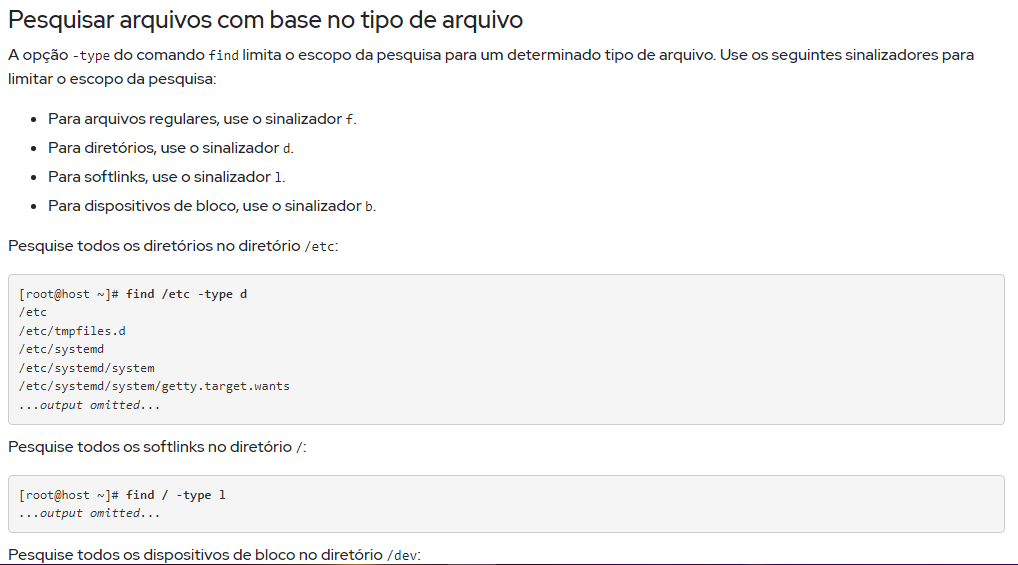 Pesquisar arquivos com base no tipo de arquivo
A opção -type do comando find limita o escopo da pesquisa para um determinado tipo de arquivo. Use os seguintes sinalizadores para
limitar o escopo da pesquisa:
• Para arquivos regulares, use o sinalizador f.
• Para diretórios, use o sinalizador d.
• Para softlinks, use o sinalizador l.
• Para dispositivos de bloco, use o sinalizador b.
Pesquise todos os diretórios no diretório /etc:
[root@host ~]# find /etc -type d
/etc
/etc/tmpfiles.d
/etc/systemd
/etc/systemd/system
/etc/systemd/system/getty.target.wants
...output omitted...
Pesquise todos os softlinks no diretório /:
[root@host ~]# find / -type l
...output omitted...
Pesquise todos os dispositivos de bloco no diretório /dev: